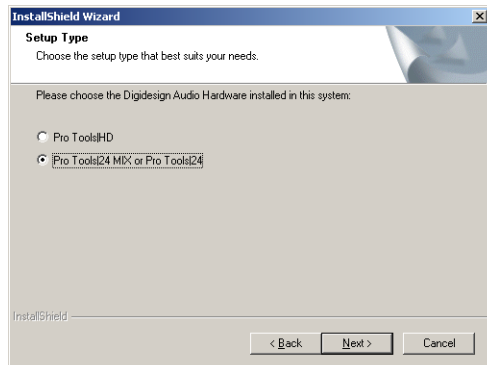 InstallShield Wizard
Setup Type
Choose the setup type that best suits your needs.
Please choose the Digidesign Audio Hardware installed in this system:
Pro Tools|HD
Pro Tools|24 MIX or Pro Tools|24
InstallShield
< Back Next > Cancel